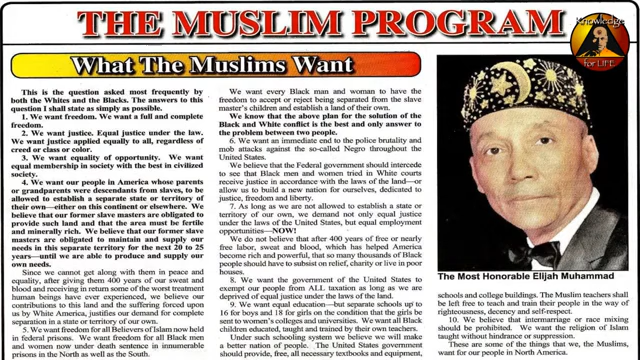 THE MUSLIM PROGRAM
Knowledge
for LIFE
What The Muslims Want
This is the question asked most frequently by
both the Whites and the Blacks. The answers to this
question I shall state as simply as possible.
1. We want freedom. We want a full and complete
freedom.
2. We want justice. Equal justice under the law.
We want justice applied equally to all, regardless of
creed or class or color.
3. We want equality of opportunity. We want
equal membership in society with the best in civilized
society.
4. We want our people in America whose parents
or grandparents were descendants from slaves, to be
allowed to establish a separate state or territory of
their own—either on this continent or elsewhere. We
believe that our former slave masters are obligated to
provide such land and that the area must be fertile
and minerally rich. We believe that our former slave
masters are obligated to maintain and supply our
needs in this separate territory for the next 20 to 25
years—until we are able to produce and supply our
own needs.
Since we cannot get along with them in peace and
equality, after giving them 400 years of our sweat and
blood and receiving in return some of the worst treatment
human beings have ever experienced, we believe our
contributions to this land and the suffering forced upon
us by White America, justifies our demand for complete
separation in a state or territory of our own.
5. We want freedom for all Believers of Islam now held
in federal prisons. We want freedom for all Black men
and women now under death sentence in innumerable
prisons in the North as well as the South.
We want every Black man and woman to have the
freedom to accept or reject being separated from the slave
master's children and establish a land of their own.
We know that the above plan for the solution of the
Black and White conflict is the best and only answer to
the problem between two people.
6. We want an immediate end to the police brutality and
mob attacks against the so-called Negro throughout the
United States.
We believe that the Federal government should intercede
to see that Black men and women tried in White courts
receive justice in accordance with the laws of the land—or
allow us to build a new nation for ourselves, dedicated to
justice, freedom and liberty.
7. As long as we are not allowed to establish a state or
territory of our own, we demand not only equal justice
under the laws of the United States, but equal employment
opportunities—NOW!
We do not believe that after 400 years of free or nearly
free labor, sweat and blood, which has helped America
become rich and powerful, that so many thousands of Black
people should have to subsist on relief, charity or live in poor
houses.
8. We want the government of the United States to
exempt our people from ALL taxation as long as we are
deprived of equal justice under the laws of the land.
9. We want equal education—but separate schools up to
16 for boys and 18 for girls on the condition that the girls be
sent to women's colleges and universities. We want all Black
children educated, taught and trained by their own teachers.
Under such schooling system we believe we will make
a better nation of people. The United States government
should provide, free, all necessary textbooks and equipment,
The Most Honorable Elijah Muhammad
schools and college buildings. The Muslim teachers shall
be left free to teach and train their people in the way of
righteousness, decency and self-respect.
10. We believe that intermarriage or race mixing
should be prohibited. We want the religion of Islam
taught without hindrance or suppression.
These are some of the things that we, the Muslims,
want for our people in North America.